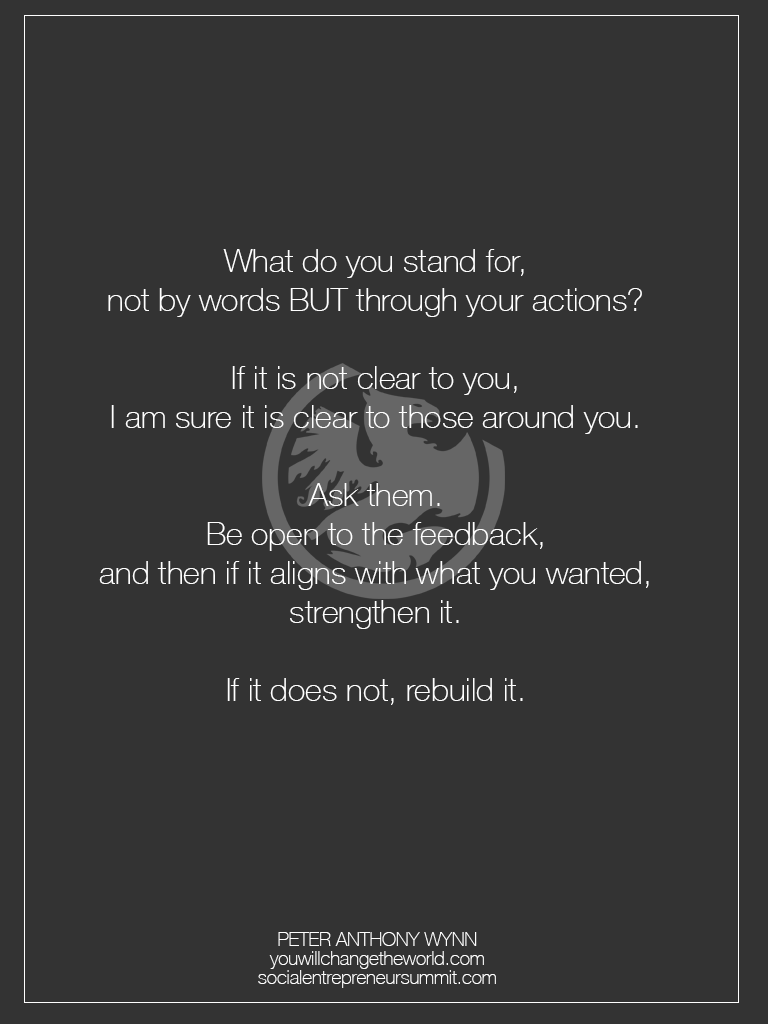 What do you stand for,
not by words BUT through your actions?
If it is not clear to you,
I am sure it is clear to those around you.
Ask them.
Be open to the feedback,
and then if it aligns with what you wanted,
strengthen it.
If it does not, rebuild it.
PETER ANTHONY WYNN
youwillchangetheworld.com
socialentrepreneursummit.com